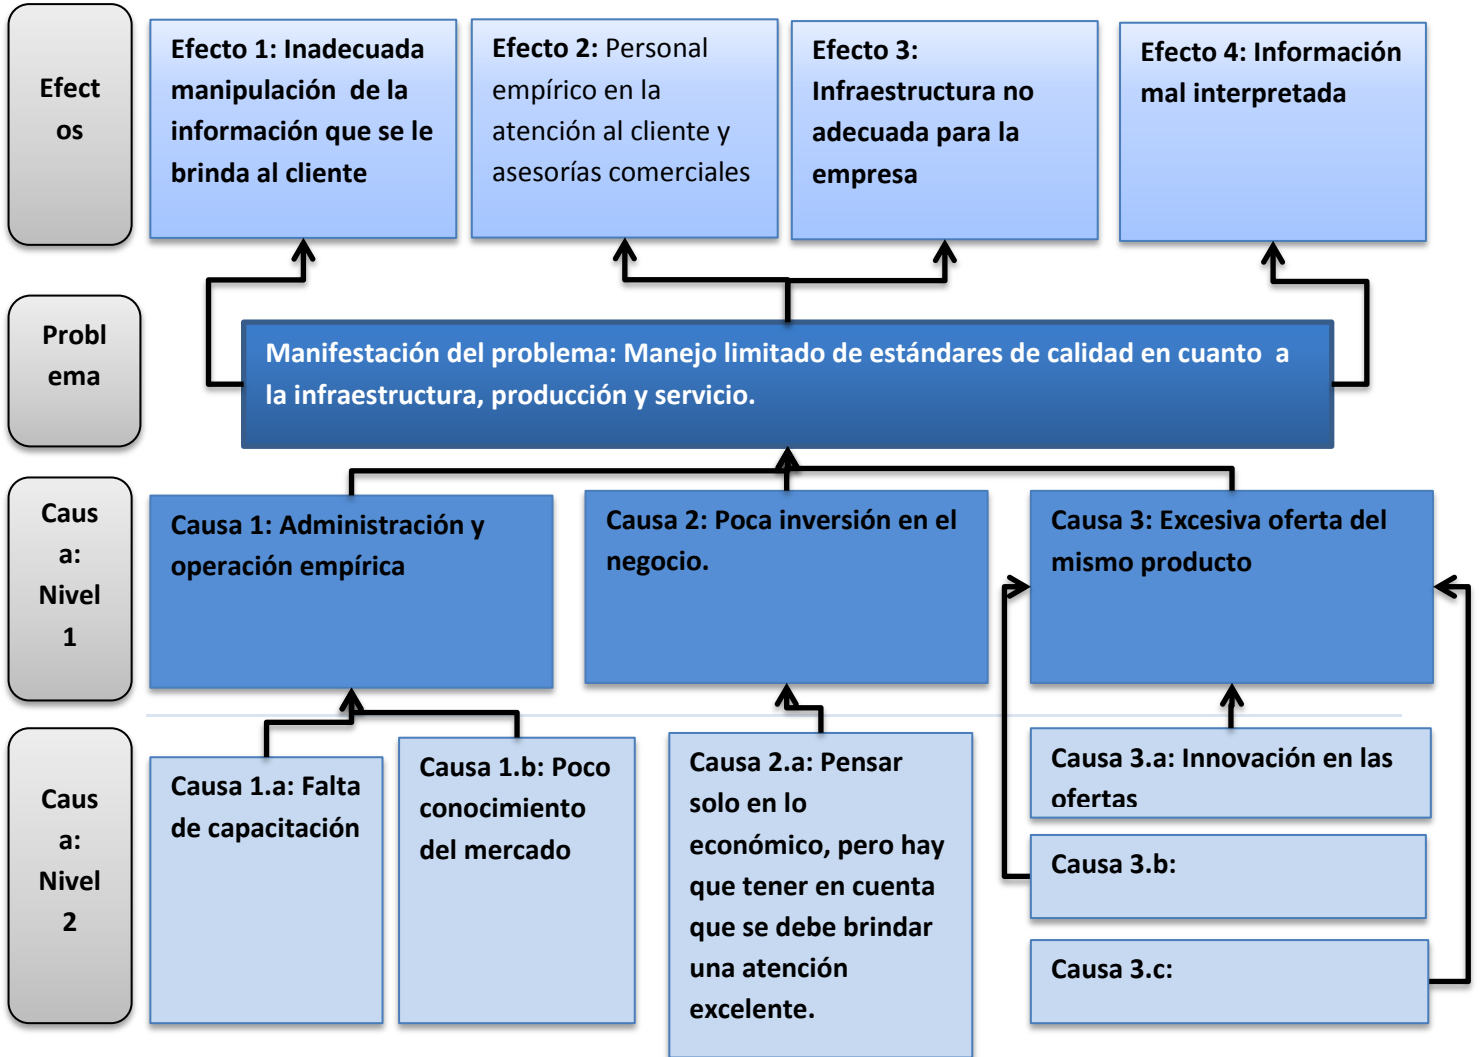 Efect
os
Efecto 1: Inadecuada
manipulación  de la
información que se le
brinda al cliente
Efecto 2: Personal
empírico en la
atención al cliente y
asesorías comerciales
Efecto 3:
Infraestructura no
adecuada para la
empresa
Efecto 4: Información
mal interpretada
Probl
ema
Manifestación del problema: Manejo limitado de estándares de calidad en cuanto  a
la infraestructura, producción y servicio.
Caus
a:
Nivel
1
Causa 1: Administración y
operación empírica
Causa 2: Poca inversión en el
negocio.
Causa 3: Excesiva oferta del
mismo producto
Caus
a:
Nivel
2
Causa 1.a: Falta
de capacitación
Causa 1.b: Poco
conocimiento
del mercado
Causa 2.a: Pensar
solo en lo
económico, pero hay
que tener en cuenta
que se debe brindar
una atención
excelente.
Causa 3.a: Innovación en las
ofertas
Causa 3.b:
Causa 3.c: